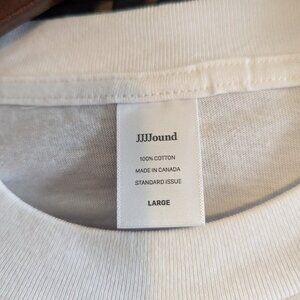 JJJJound
100% COTTON
MADE IN CANADA
STANDARD ISSUE
LARGE